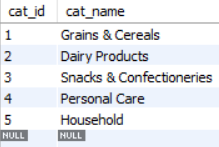 cat_id cat_name
1 Grains & Cereals
2 Dairy Products
3 Snacks & Confectioneries
4 Personal Care
5 Household
NULL NULL